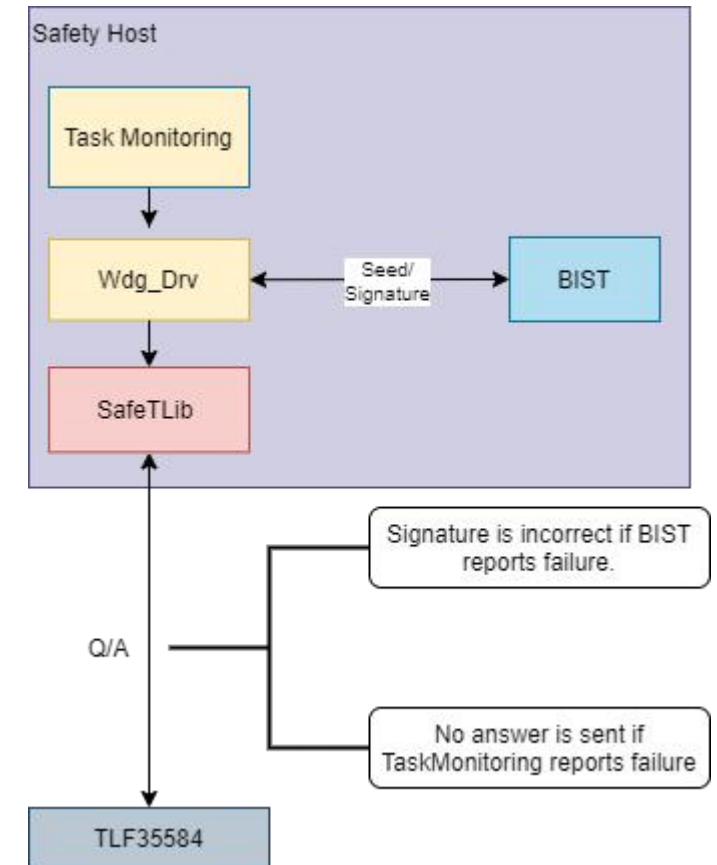 Safety Host
Task Monitoring
Wdg_Drv
Seed/
Signature
BIST
SafeTLib
Signature is incorrect if BIST
reports failure.
Q/A
No answer is sent if
TaskMonitoring reports failure
TLF35584